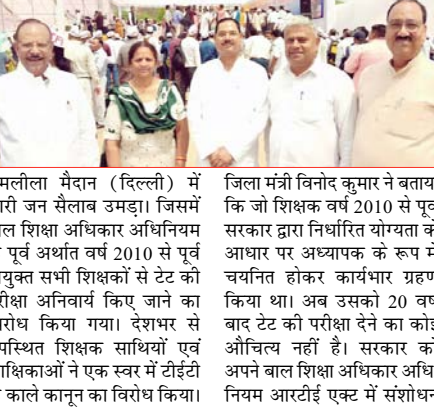 मलीला मैदान (दिल्ली) में
री जन सैलाब उमड़ा। जिसमें
ल शिक्षा अधिकार अधिनियम
पूर्व अर्थात वर्ष 2010 से पूर्व
युक्त सभी शिक्षकों से टेट की
रीक्षा अनिवार्य किए जाने का
रोध किया गया। देशभर से
पस्थित शिक्षक साथियों एवं
क्षिकाओं ने एक स्वर में टीईटी
काले कानून का विरोध किया।
जिला मंत्री विनोद कुमार ने बताय
कि जो शिक्षक वर्ष 2010 से पूर्व
सरकार द्वारा निर्धारित योग्यता के
आधार पर अध्यापक के रूप में
चयनित होकर कार्यभार ग्रहण
किया था। अब उसको 20 वर्ष
बाद टेट की परीक्षा देने का कोई
औचित्य नहीं है। सरकार को
अपने बाल शिक्षा अधिकार अधि
नियम आरटीई एक्ट में संशोधन